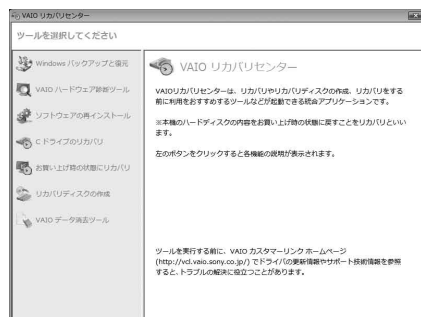 VAIO リカバリセンター
ツールを選択してください
Windows バックアップと復元
VAIO ハードウェア診断ツール
ソフトウェアの再インストール
C ドライブのリカバリ
お買い上げ時の状態にリカバリ
リカバリディスクの作成
VAIO データ消去ツール
VAIO リカバリセンター
VAIOリカバリセンターは、リカバリやリカバリディスクの作成、リカバリをする
前に利用をおすすめするツールなどが起動できる統合アプリケーションです。
※本機のハードディスクの内容をお買い上げ時の状態に戻すことをリカバリといい
ます。
左のボタンをクリックすると各機能の説明が表示されます。
ツールを実行する前に、VAIO カスタマーリンク ホームページ
(http://vcl.vaio.sony.co.jp/) でドライバの更新情報やサポート技術情報を参照
すると、トラブルの解決に役立つことがあります。